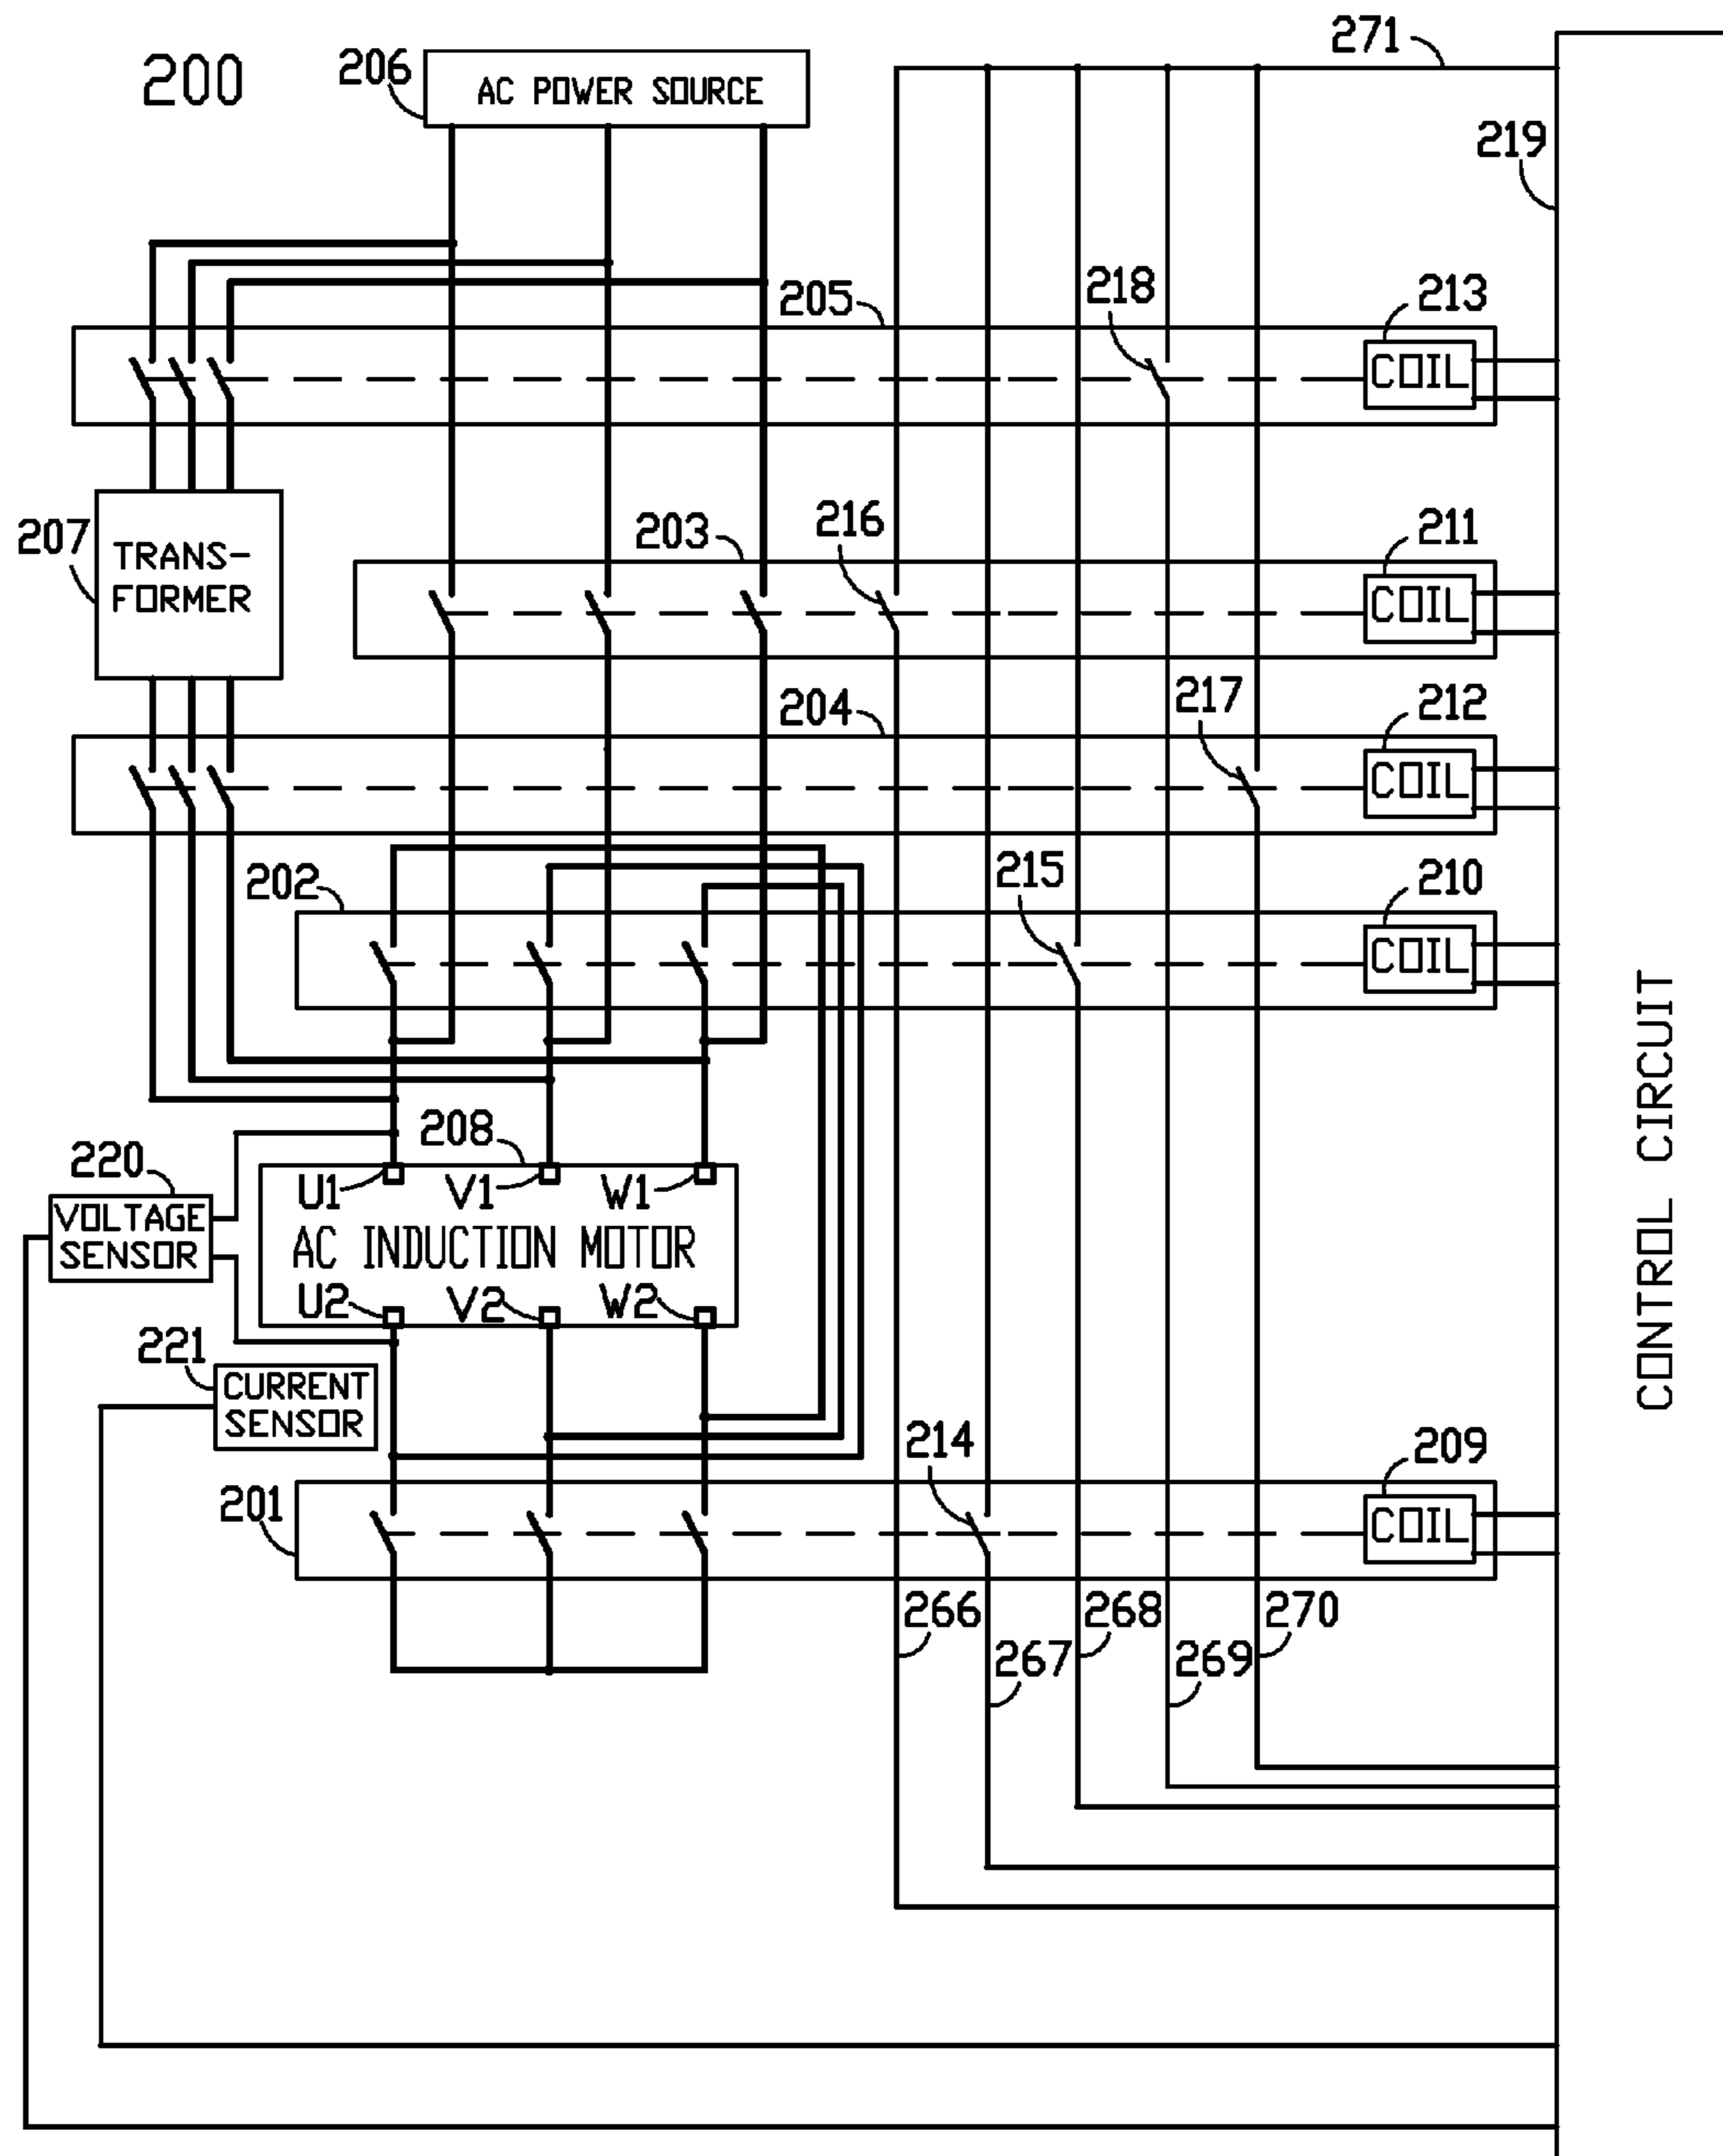 271
200
206
AC POWER SOURCE
219
205
218
213
COIL
207
TRANS-
FORMER
203
216
211
COIL
204
217
212
COIL
202
215
210
COIL
CONTROL CIRCUIT
208
220
U1
V1
W1
VOLTAGE
SENSOR
AC INDUCTION MOTOR
U2
V2
W2
221
CURRENT
SENSOR
214
209
COIL
201
266
268
270
267
269